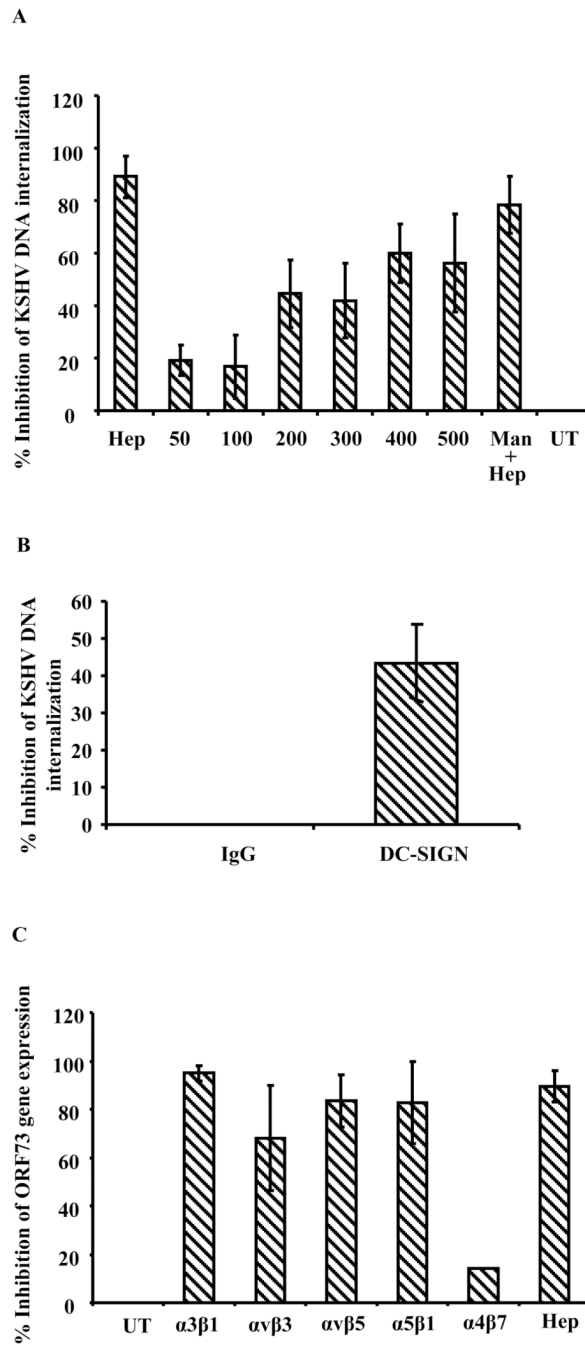 A
% Inhibition of KSHV DNA internalization
120
100
80
60
40
20
0
Hep 50 100 200 300 400 500 Man + Hep UT
B
% Inhibition of KSHV DNA
internalization
60
50
40
30
20
10
0
IgG DC-SIGN
C
% Inhibition of ORF73 gene expression
120
100
80
60
40
20
0
UT α3β1 αvβ3 αvβ5 α5β1 α4β7 Hep